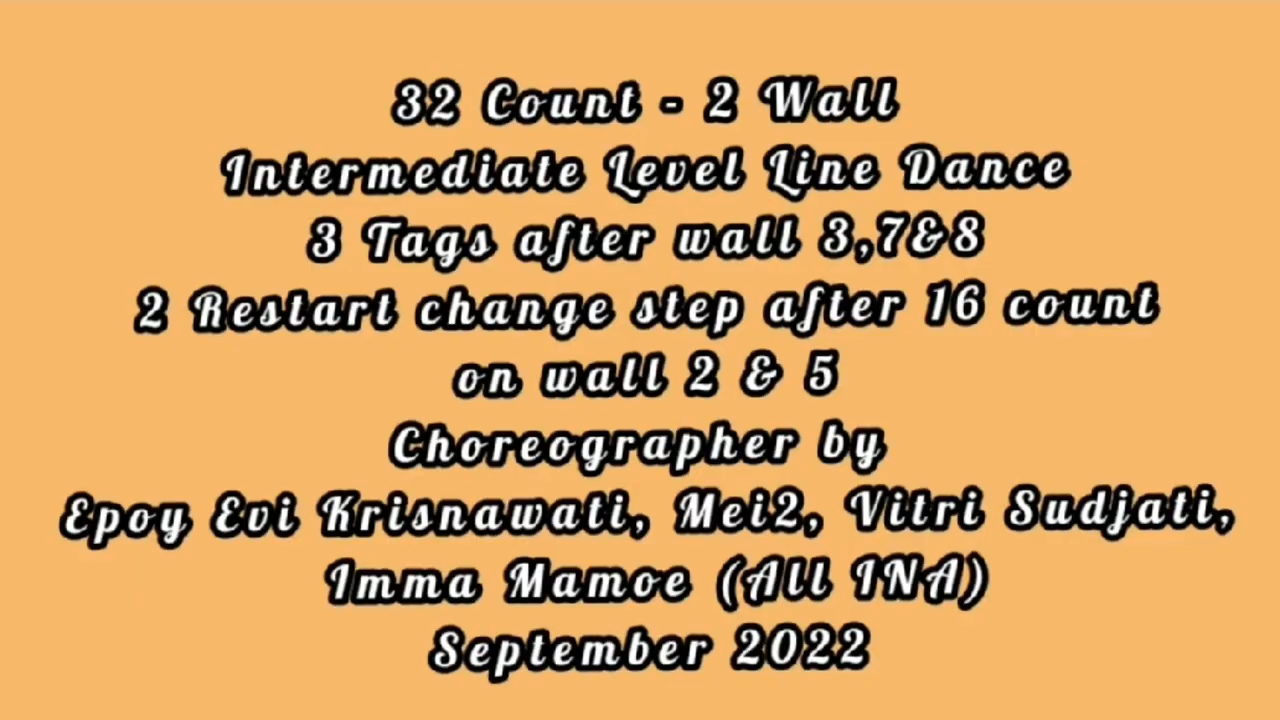 32 Count - 2 Wall
Intermediate Level Line Dance
3 Tags after wall 3,7&8
2 Restart change step after 16 count
on wall 2 & 5
Choreographer by
Epoy Evi Krisnawati, Mei2, Vitri Sudjati,
Imma Mamoe (All INA)
September 2022